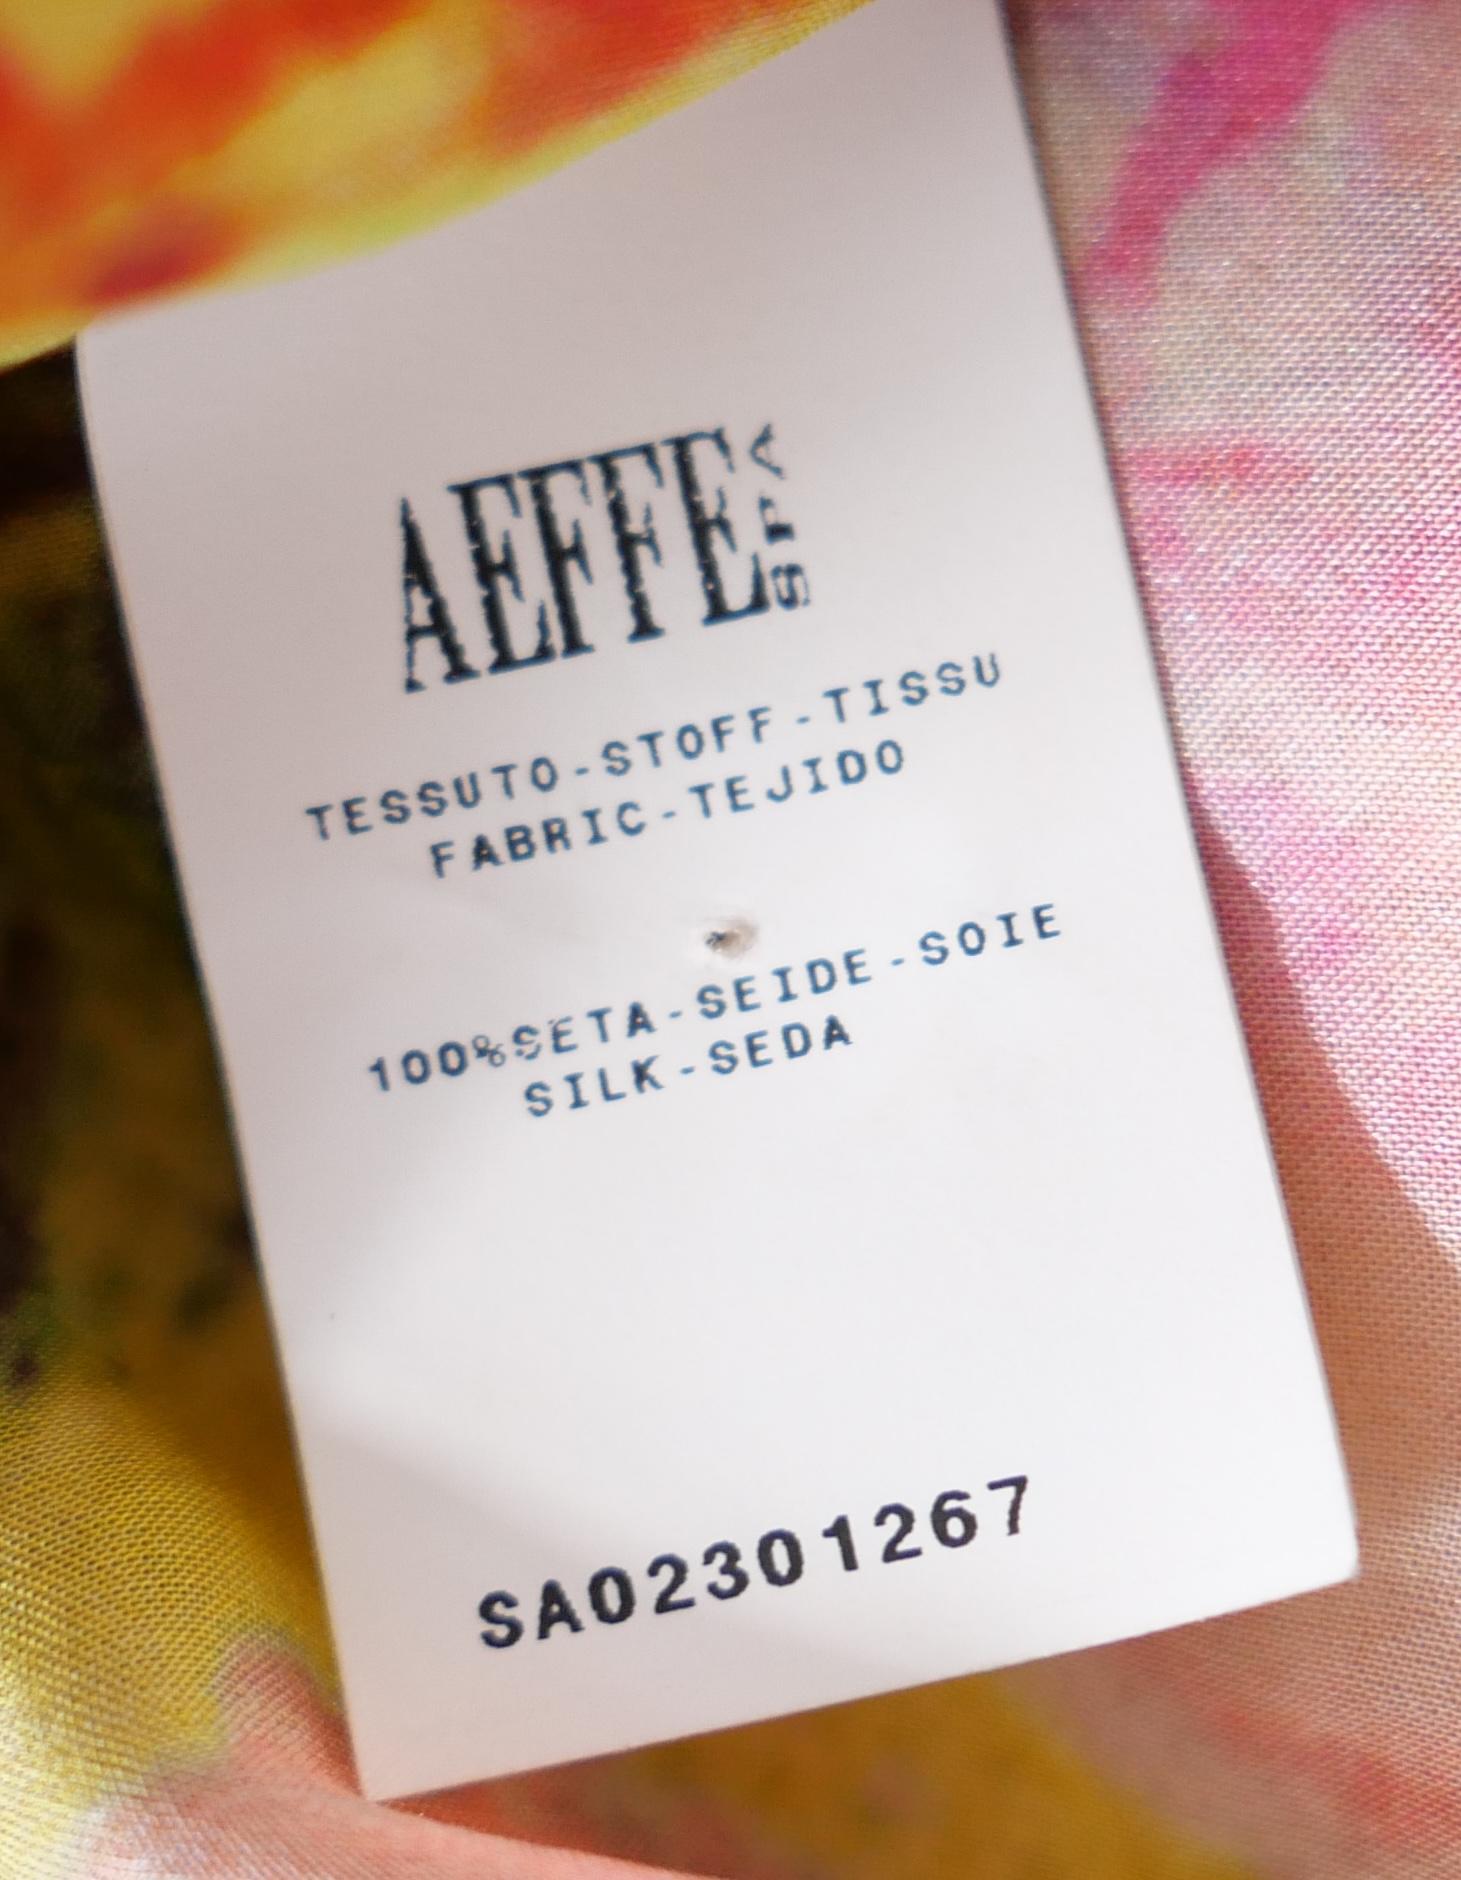 AEFFE SPA
TESSUTO-STOFF-TISSU
FABRIC-TEJIDO
100%SETA-SEIDE-SOIE
SILK-SEDA
SA02301267